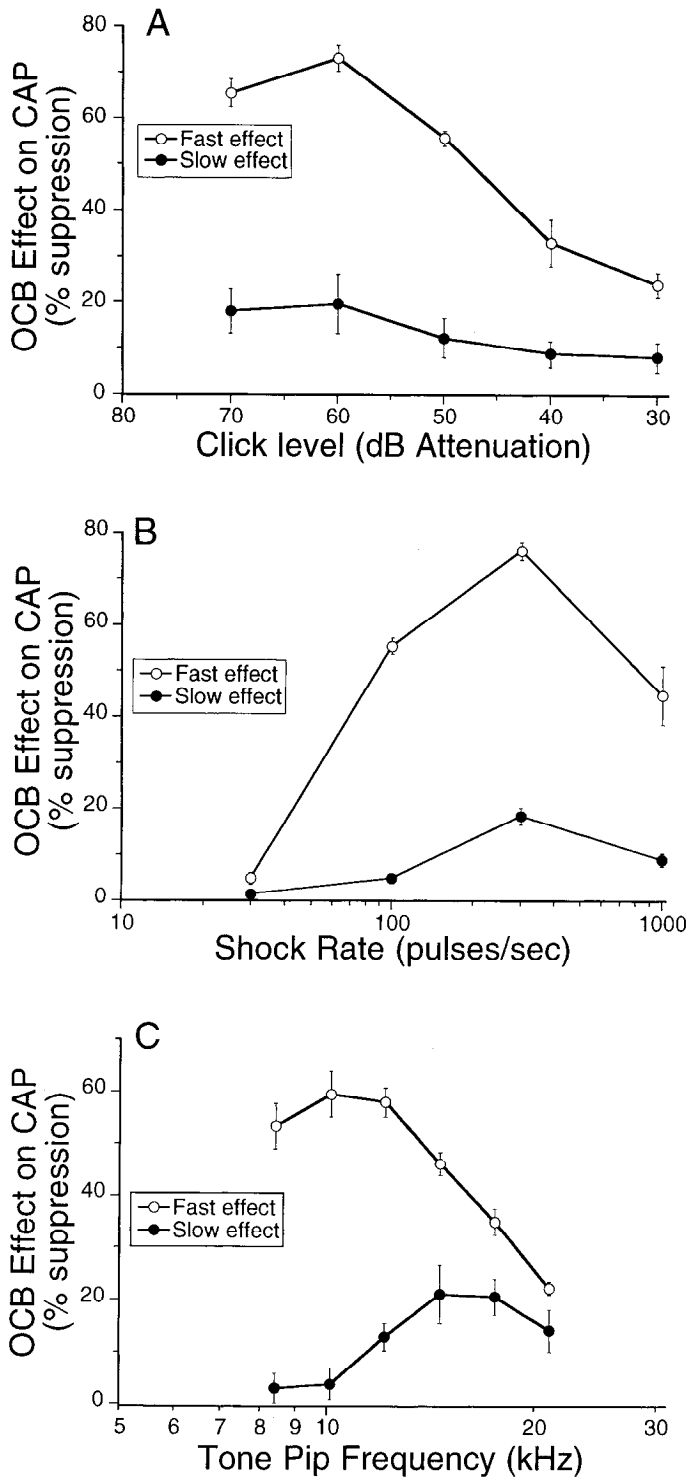 A
OCB Effect on CAP
(% suppression)
80
60
40
20
0
Fast effect
Slow effect
80 70 60 50 40 30
Click level (dB Attenuation)
B
OCB Effect on CAP
(% suppression)
80
60
40
20
0
Fast effect
Slow effect
10 100 1000
Shock Rate (pulses/sec)
C
OCB Effect on CAP
(% suppression)
60
40
20
0
Fast effect
Slow effect
5 6 7 8 9 10 20 30
Tone Pip Frequency (kHz)